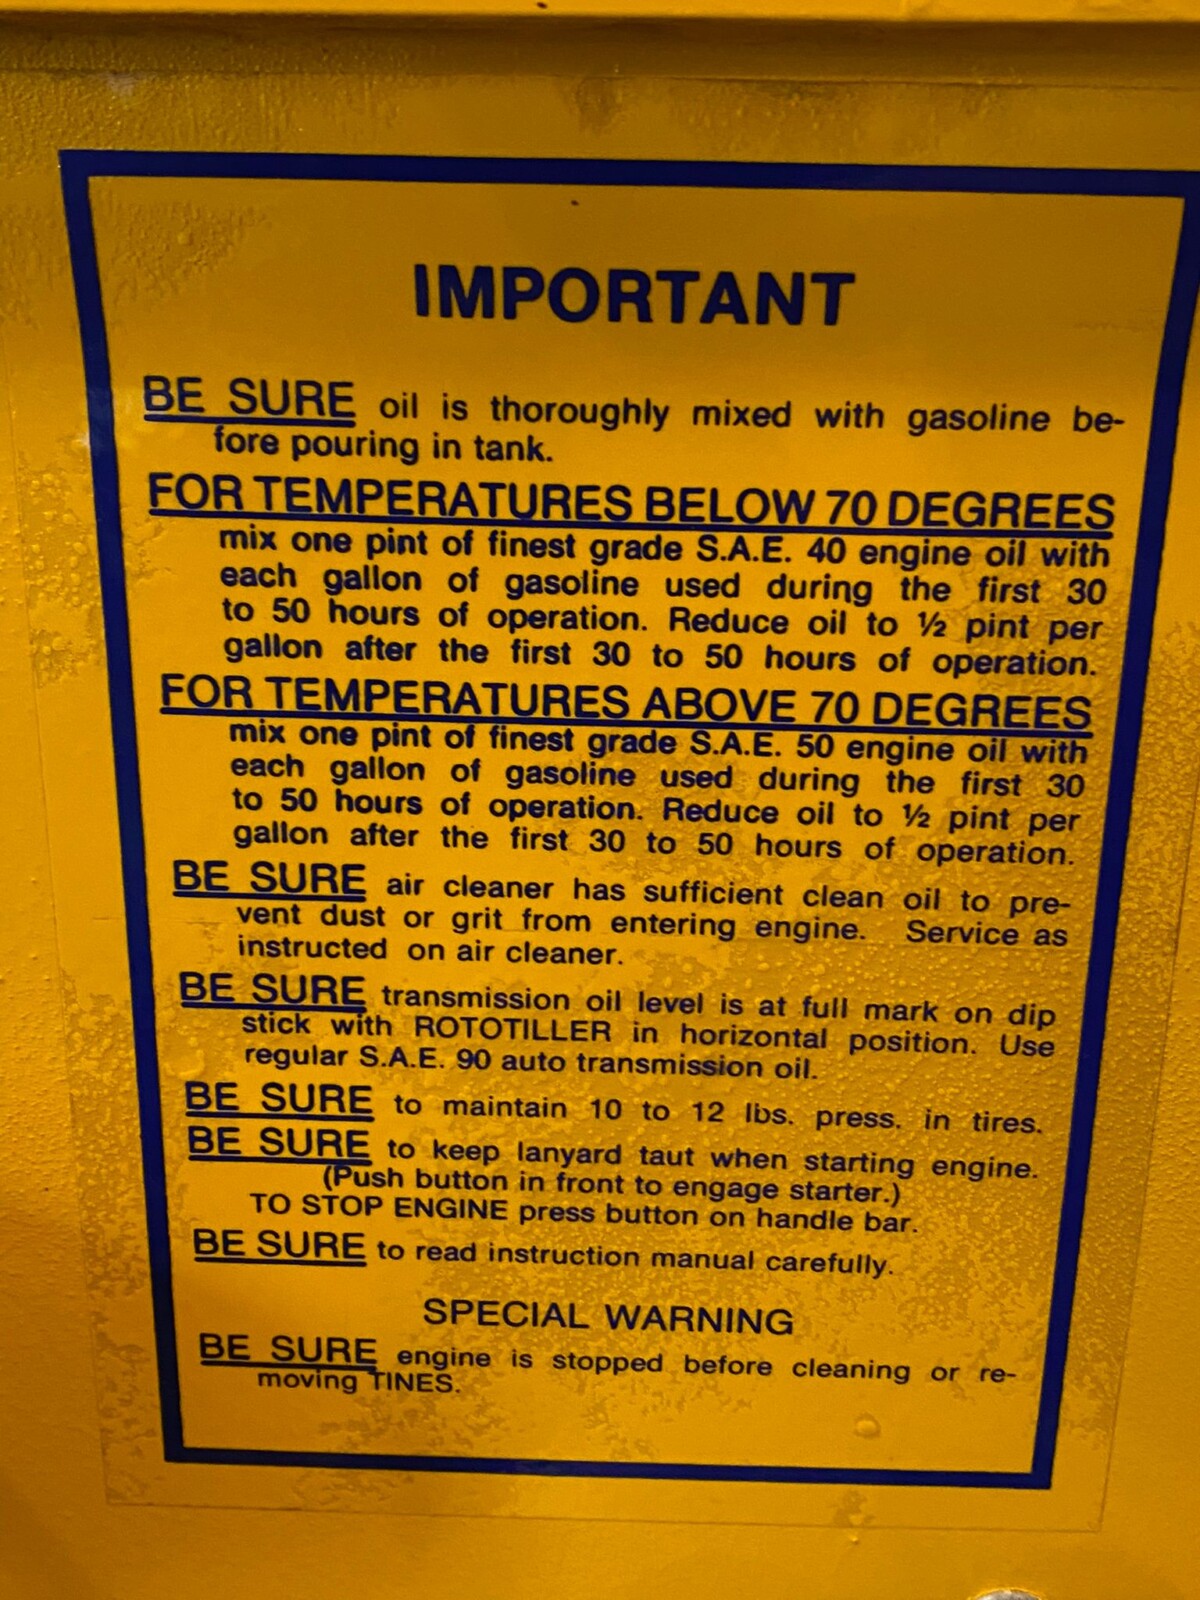 IMPORTANT
BE SURE oil is thoroughly mixed with gasoline be-
fore pouring in tank.
FOR TEMPERATURES BELOW 70 DEGREES
mix one pint of finest grade S.A.E. 40 engine oil with
each gallon of gasoline used during the first 30
to 50 hours of operation. Reduce oil to ½ pint per
gallon after the first 30 to 50 hours of operation.
FOR TEMPERATURES ABOVE 70 DEGREES
mix one pint of finest grade S.A.E. 50 engine oil with
each gallon of gasoline used during the first 30
to 50 hours of operation. Reduce oil to ½ pint per
gallon after the first 30 to 50 hours of operation.
BE SURE air cleaner has sufficient clean oil to pre-
vent dust or grit from entering engine. Service as
instructed on air cleaner.
BE SURE transmission oil level is at full mark on dip
stick with ROTOTILLER in horizontal position. Use
regular S.A.E. 90 auto transmission oil.
BE SURE to maintain 10 to 12 lbs. press. in tires.
BE SURE to keep lanyard taut when starting engine.
(Push button in front to engage starter.)
TO STOP ENGINE press button on handle bar.
BE SURE to read instruction manual carefully.
SPECIAL WARNING
BE SURE engine is stopped before cleaning or re-
moving TINES.